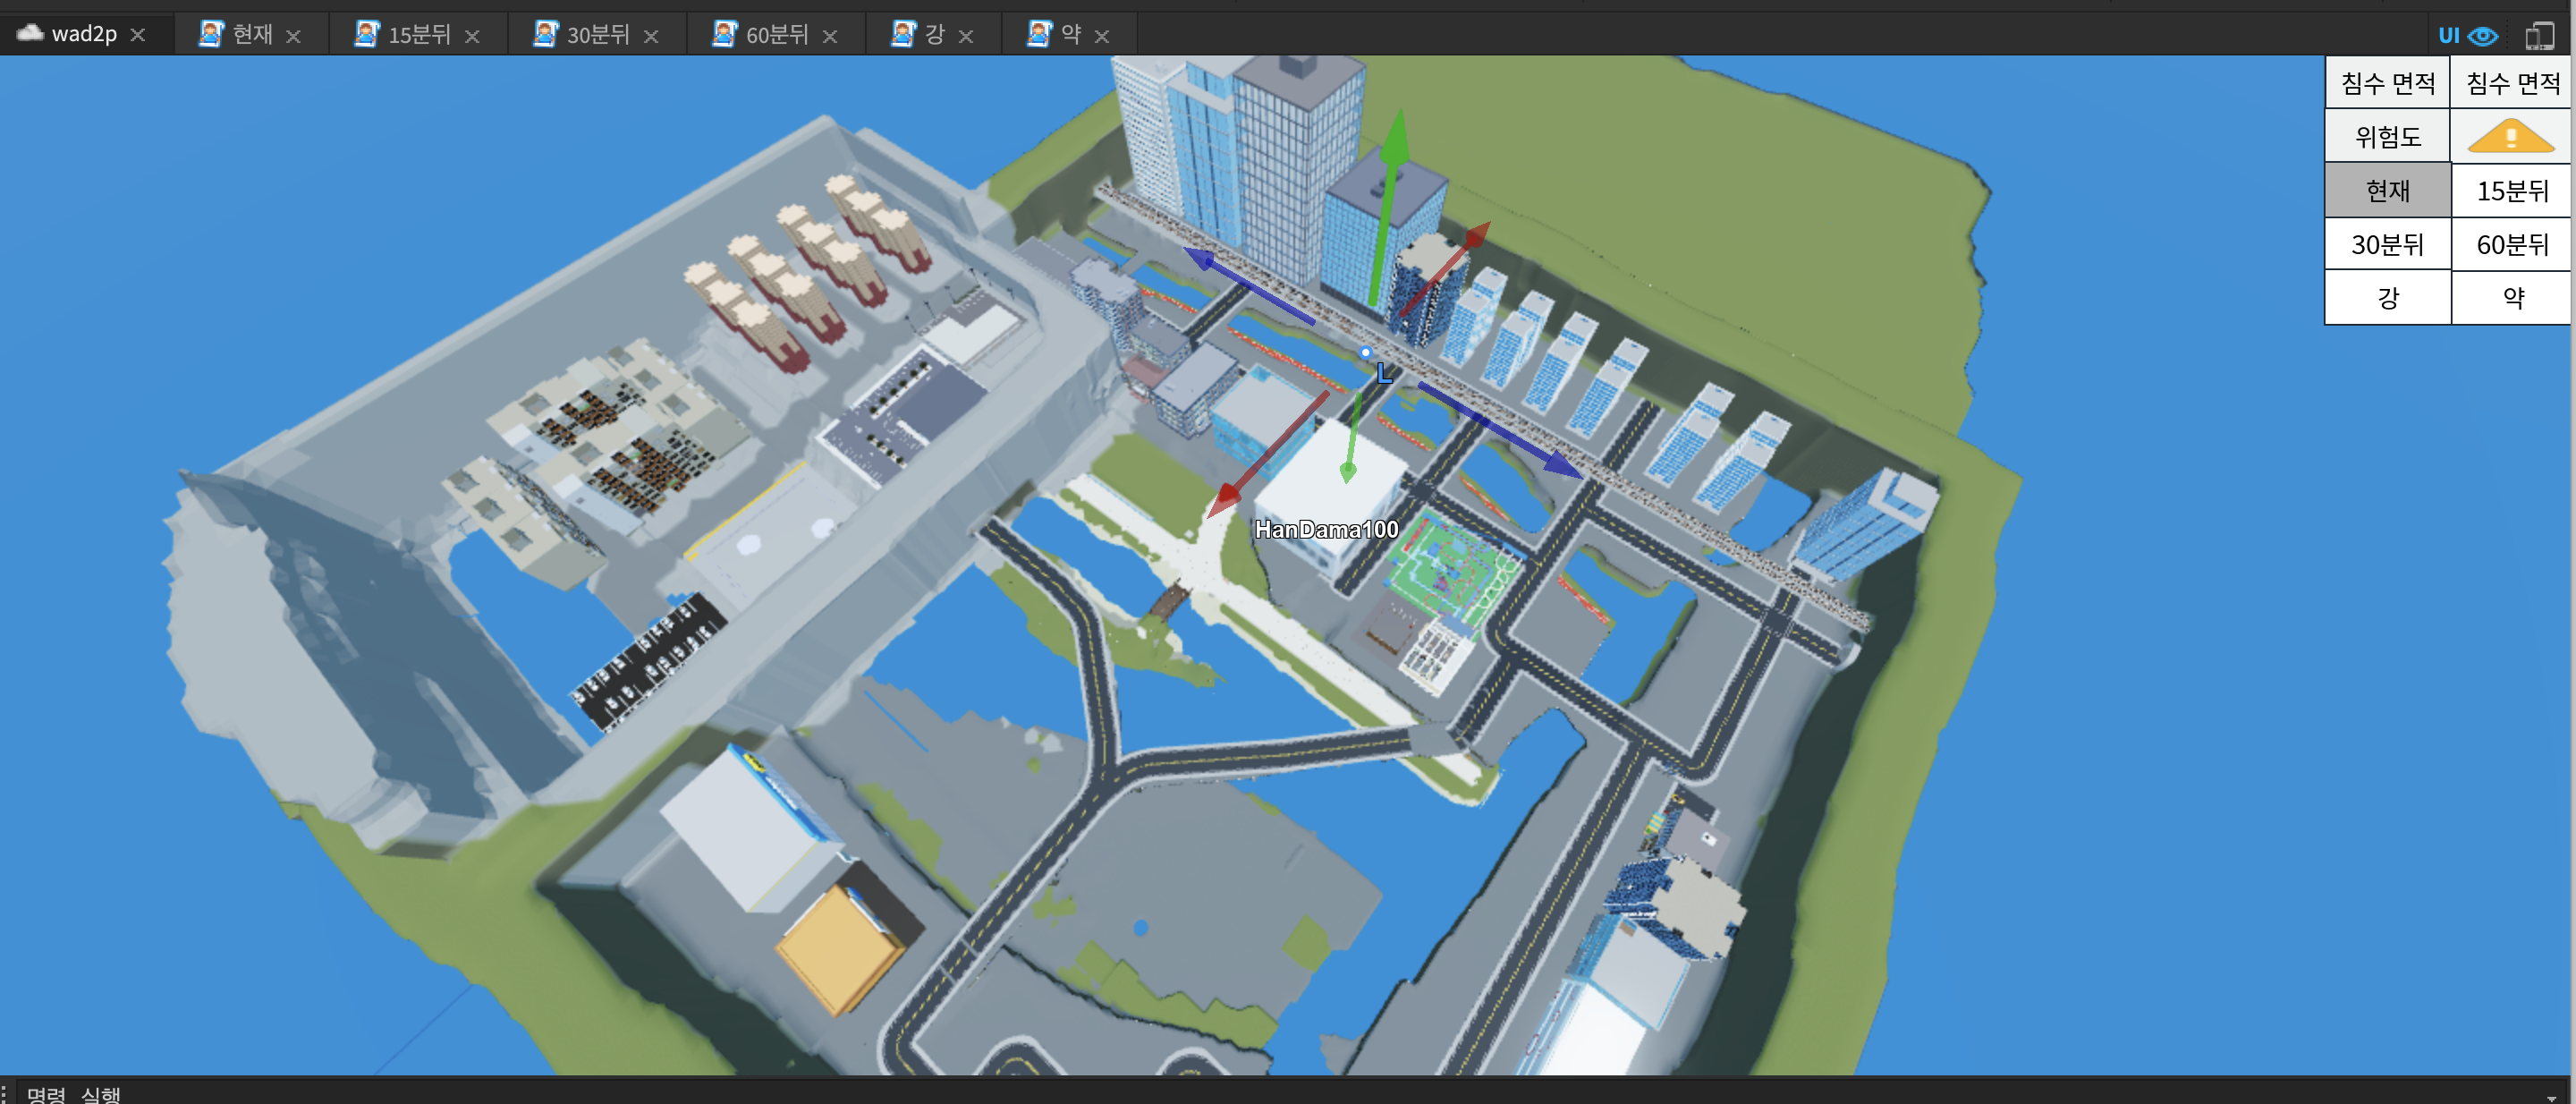 wad2p
현재
15분뒤
30분뒤
60분뒤
강
약
UI
침수 면적 침수 면적
위험도
현재 15분뒤
30분뒤 60분뒤
강 약
L
HanDama100
명령 실행